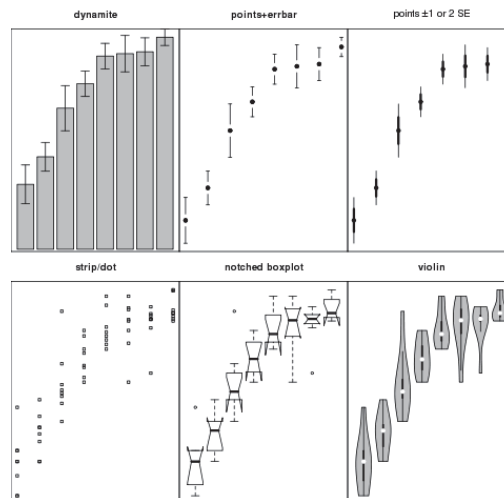 dynamite
points+errbar
points ±1 or 2 SE
strip/dot
notched boxplot
violin